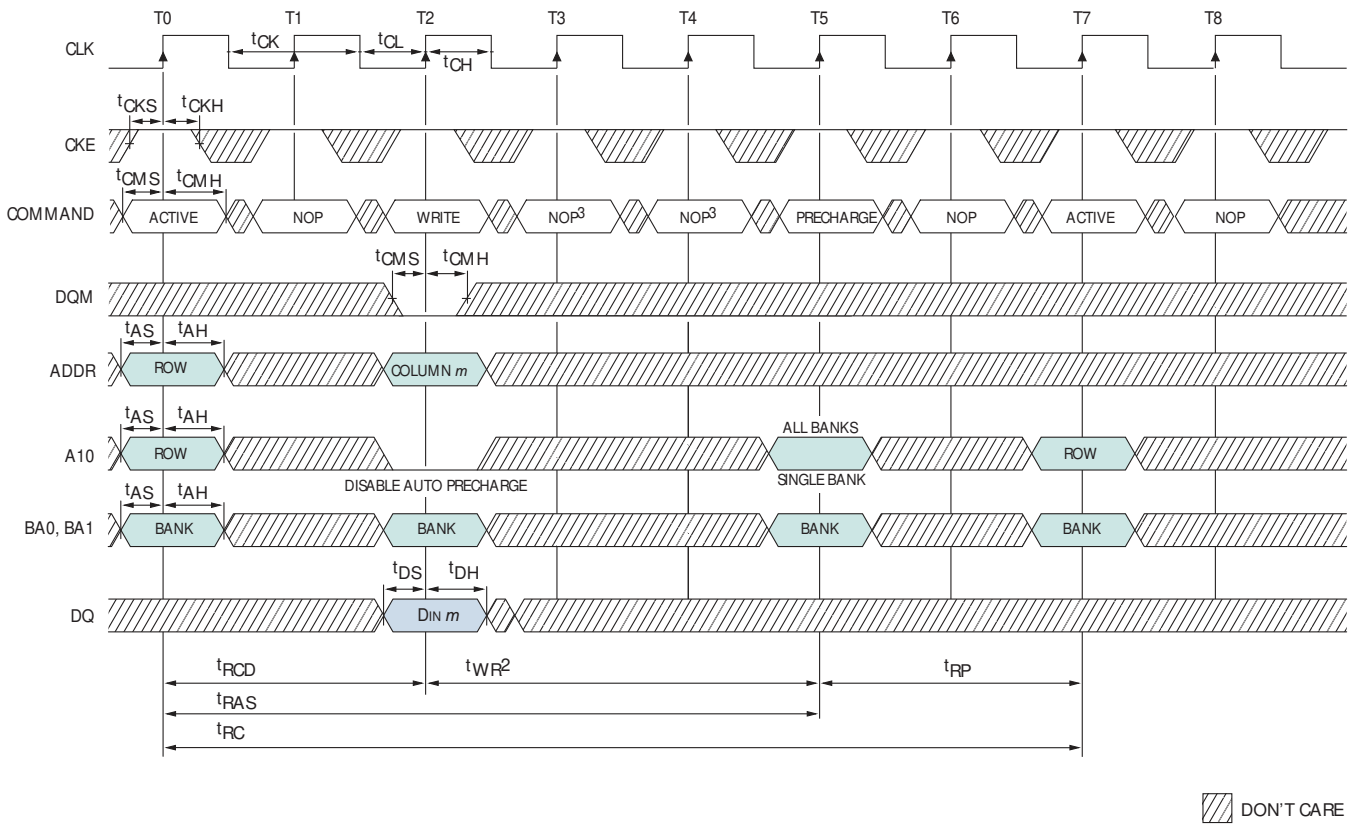 T0 T1 T2 T3 T4 T5 T6 T7 T8
CLK
tCK tCL tCH
tCKS tCKH
CKE
tCMS tCMH
COMMAND ACTIVE NOP WRITE NOP3 NOP3 PRECHARGE NOP ACTIVE NOP
tCMS tCMH
DQM
tAS tAH
ADDR ROW COLUMN m
tAS tAH
ALL BANKS
A10 ROW ROW
DISABLE AUTO PRECHARGE SINGLE BANK
tAS tAH
BA0, BA1 BANK BANK BANK BANK
tDS tDH
DQ DIN m
tRCD tWR2 tRP
tRAS
tRC
DON'T CARE